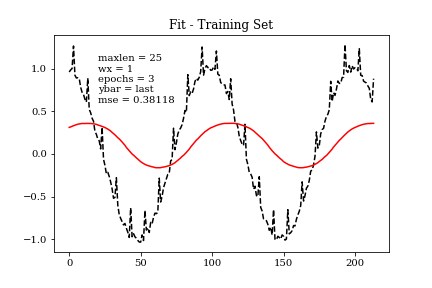 Fit - Training Set
maxlen = 25
wx = 1
epochs = 3
ybar = last
mse = 0.38118
1.0
0.5
0.0
−0.5
−1.0
0
50
100
150
200